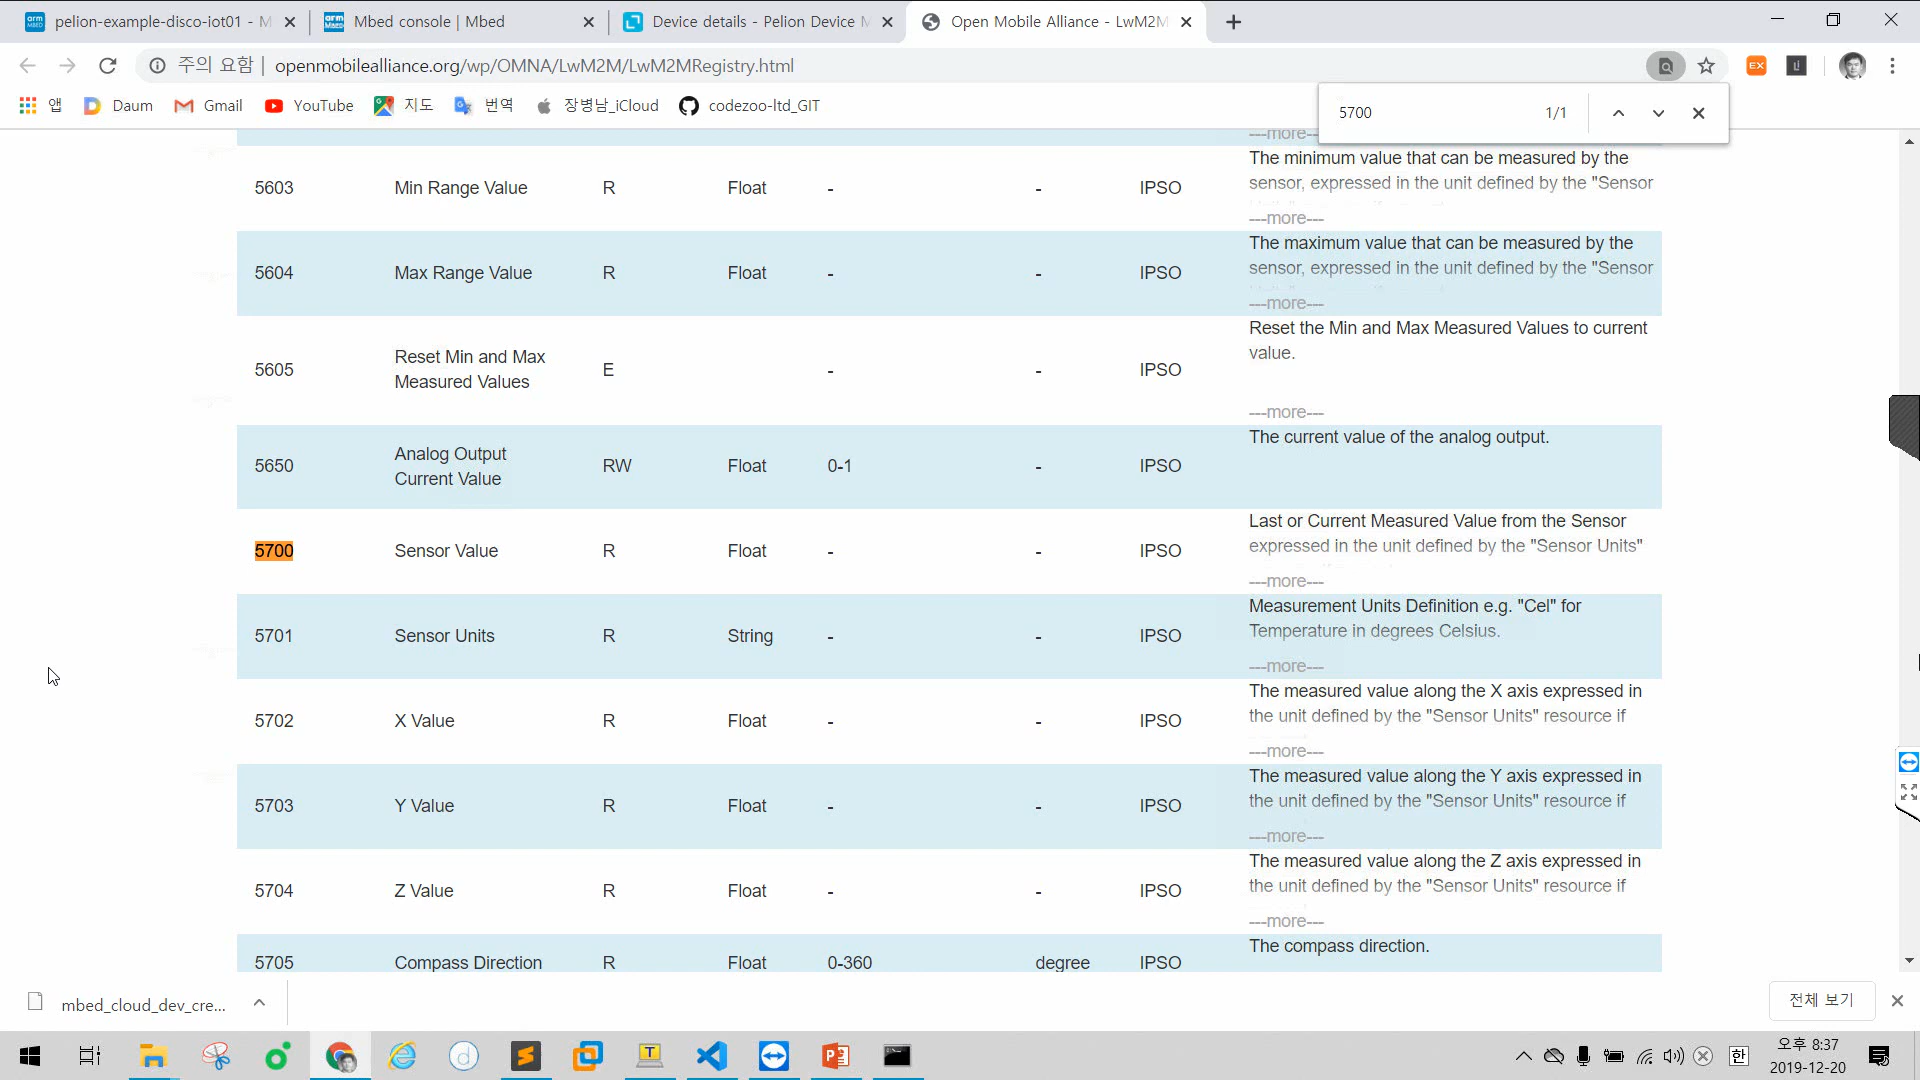 pelion-example-disco-iot01 - M
Mbed console | Mbed
Device details - Pelion Device M
Open Mobile Alliance - LwM2M
주의 요함
openmobilealliance.org/wp/OMNA/LwM2M/LwM2MRegistry.html
앱
Daum
Gmail
YouTube
지도
번역
장병남_iCloud
codezoo-ltd_GIT
5700
1/1
---more---
5603 Min Range Value R Float - - IPSO
The minimum value that can be measured by the
sensor, expressed in the unit defined by the "Sensor
---more---
5604 Max Range Value R Float - - IPSO
The maximum value that can be measured by the
sensor, expressed in the unit defined by the "Sensor
---more---
5605 Reset Min and Max
Measured Values
E - - IPSO
Reset the Min and Max Measured Values to current
value.
---more---
5650 Analog Output
Current Value
RW Float 0-1 - IPSO
The current value of the analog output.
5700 Sensor Value R Float - - IPSO
Last or Current Measured Value from the Sensor
expressed in the unit defined by the "Sensor Units"
---more---
5701 Sensor Units R String - - IPSO
Measurement Units Definition e.g. "Cel" for
Temperature in degrees Celsius.
---more---
5702 X Value R Float - - IPSO
The measured value along the X axis expressed in
the unit defined by the "Sensor Units" resource if
---more---
5703 Y Value R Float - - IPSO
The measured value along the Y axis expressed in
the unit defined by the "Sensor Units" resource if
---more---
5704 Z Value R Float - - IPSO
The measured value along the Z axis expressed in
the unit defined by the "Sensor Units" resource if
---more---
5705 Compass Direction R Float 0-360 degree IPSO
The compass direction.
mbed_cloud_dev_cre...
전체 보기
한
오후 8:37
2019-12-20